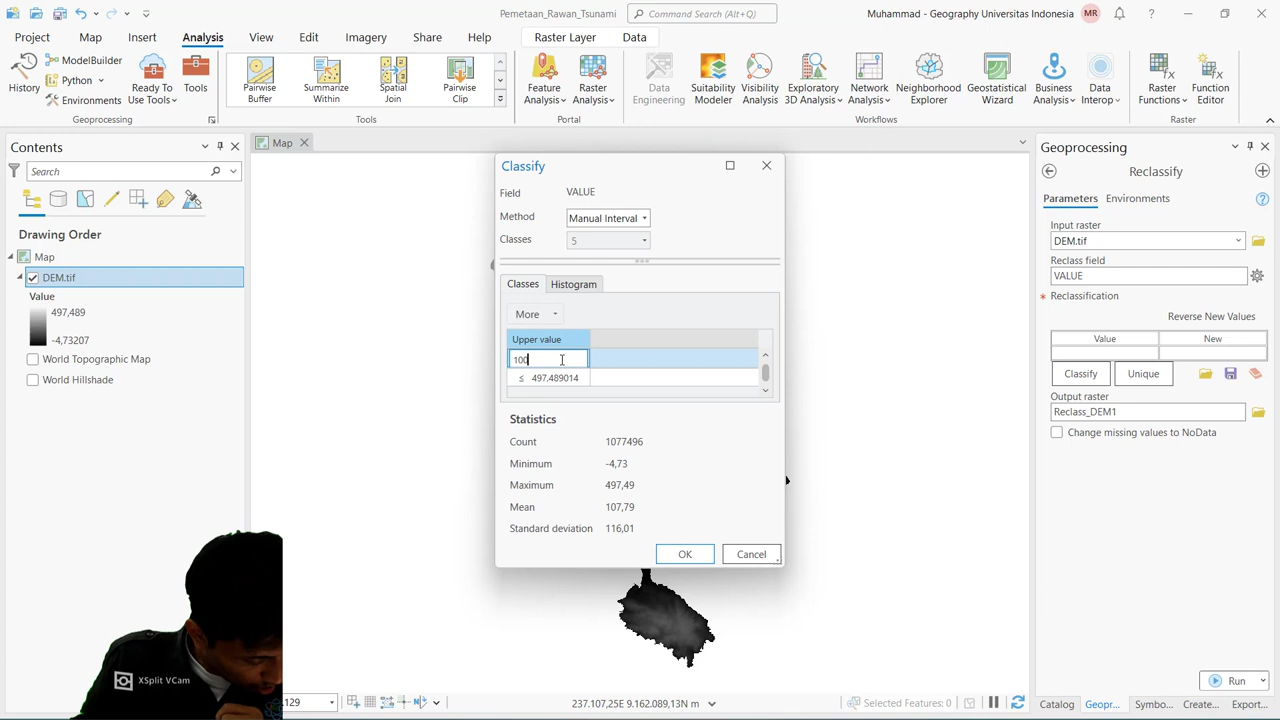 Pemetaan_Rawan_Tsunami
Command Search (Alt+Q)
Muhammad - Geography Universitas Indonesia
MR
Project
Map
Insert
Analysis
View
Edit
Imagery
Share
Help
Raster Layer
Data
History
ModelBuilder
Python
Environments
Ready To Use Tools
Tools
Geoprocessing
Pairwise Buffer
Summarize Within
Spatial Join
Pairwise Clip
Tools
Feature Analysis
Raster Analysis
Portal
Data Engineering
Suitability Modeler
Visibility Analysis
Exploratory 3D Analysis
Network Analysis
Neighborhood Explorer
Geostatistical Wizard
Business Analysis
Data Interop
Workflows
Raster Functions
Function Editor
Raster
Contents
Search
Drawing Order
Map
DEM.tif
Value
497,489
-4,73207
World Topographic Map
World Hillshade
Map
Classify
Field VALUE
Method Manual Interval
Classes 5
Classes Histogram
More
Upper value
100
≤ 497,489014
Statistics
Count 1077496
Minimum -4,73
Maximum 497,49
Mean 107,79
Standard deviation 116,01
OK Cancel
Geoprocessing
Reclassify
Parameters Environments
Input raster
DEM.tif
Reclass field
VALUE
* Reclassification
Reverse New Values
Value New
Classify Unique
Output raster
Reclass_DEM1
Change missing values to NoData
Run
XSplit VCam
.129
237.107,25E 9.162.089,13N m
Selected Features: 0
Catalog
Geopr...
Symbo...
Create...
Export...